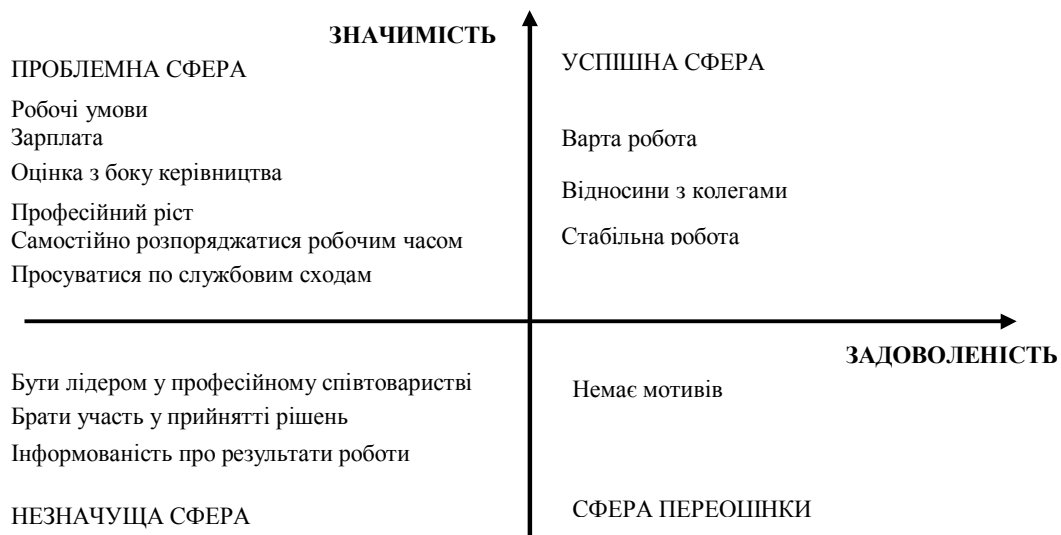 ЗНАЧИМІСТЬ
ПРОБЛЕМНА СФЕРА
Робочі умови
Зарплата
Оцінка з боку керівництва
Професійний ріст
Самостійно розпоряджатися робочим часом
Просуватися по службовим сходам
УСПІШНА СФЕРА
Варта робота
Відносини з колегами
Стабільна робота
ЗАДОВОЛЕНІСТЬ
Бути лідером у професійному співтоваристві
Брати участь у прийнятті рішень
Інформованість про результати роботи
НЕЗНАЧУЩА СФЕРА
Немає мотивів
СФЕРА ПЕРЕОЦІНКИ